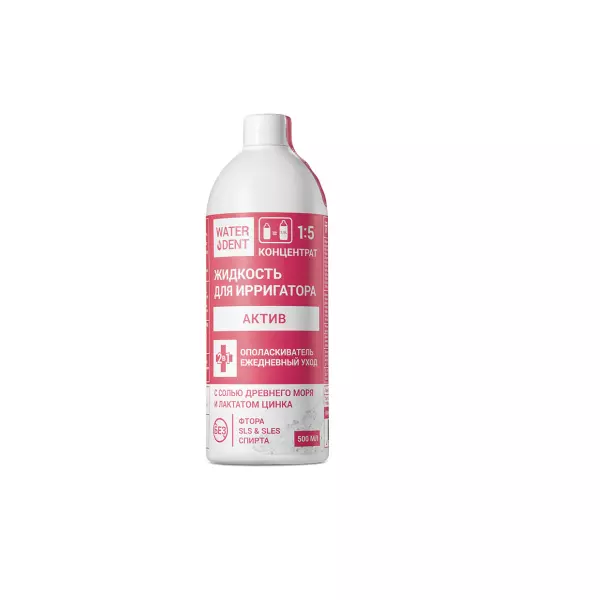 WATER
DENT
1:5
КОНЦЕНТРАТ
ЖИДКОСТЬ
ДЛЯ ИРРИГАТОРА
АКТИВ
2в1
ОПОЛАСКИВАТЕЛЬ
ЕЖЕДНЕВНЫЙ УХОД
С СОЛЬЮ ДРЕВНЕГО МОРЯ
И ЛАКТАТОМ ЦИНКА
БЕЗ
ФТОРА
SLS & SLES
СПИРТА
500 МЛ